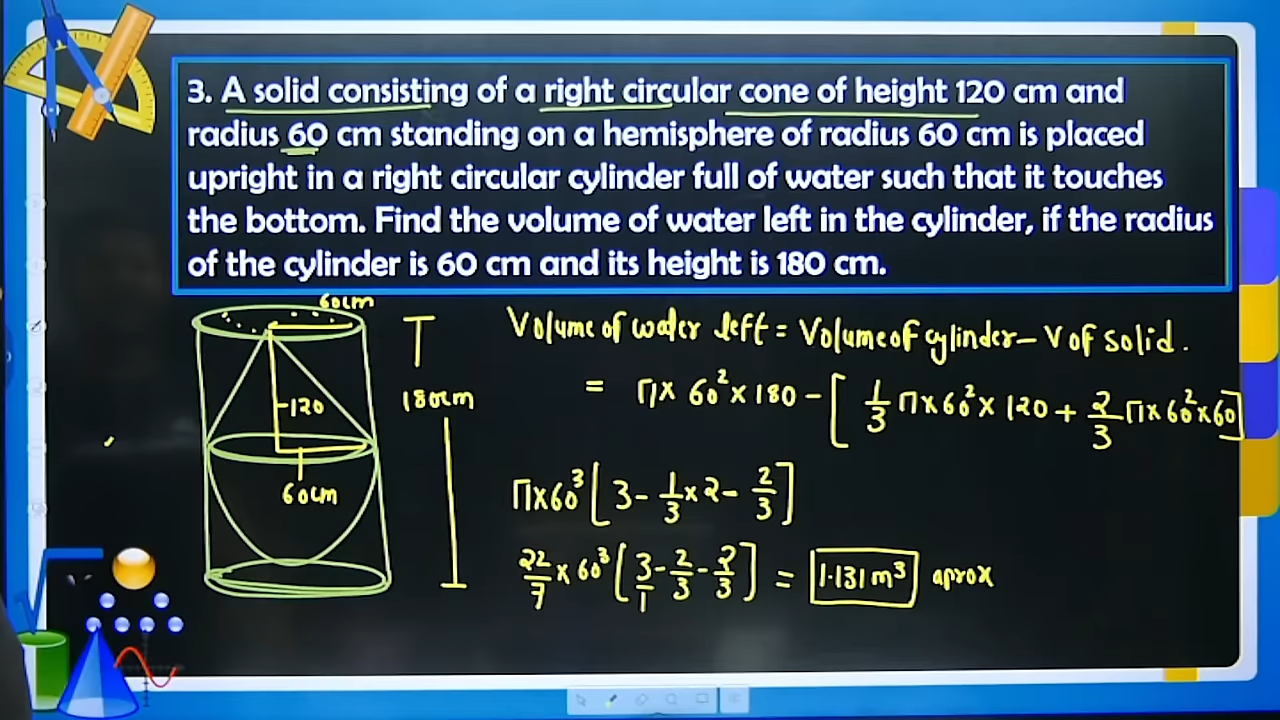 3. A solid consisting of a right circular cone of height 120 cm and
radius 60 cm standing on a hemisphere of radius 60 cm is placed
upright in a right circular cylinder full of water such that it touches
the bottom. Find the volume of water left in the cylinder, if the radius
of the cylinder is 60 cm and its height is 180 cm.
60cm
120
180cm
60cm
Volume of water left = Volume of cylinder - V of solid.
= π × 60² × 180 - [ 1/3 π × 60² × 120 + 2/3 π × 60² × 60 ]
π × 60³ [ 3 - 1/3 × 2 - 2/3 ]
22/7 × 60³ [ 3/1 - 2/3 - 2/3 ] = 1.131 m³ aprox